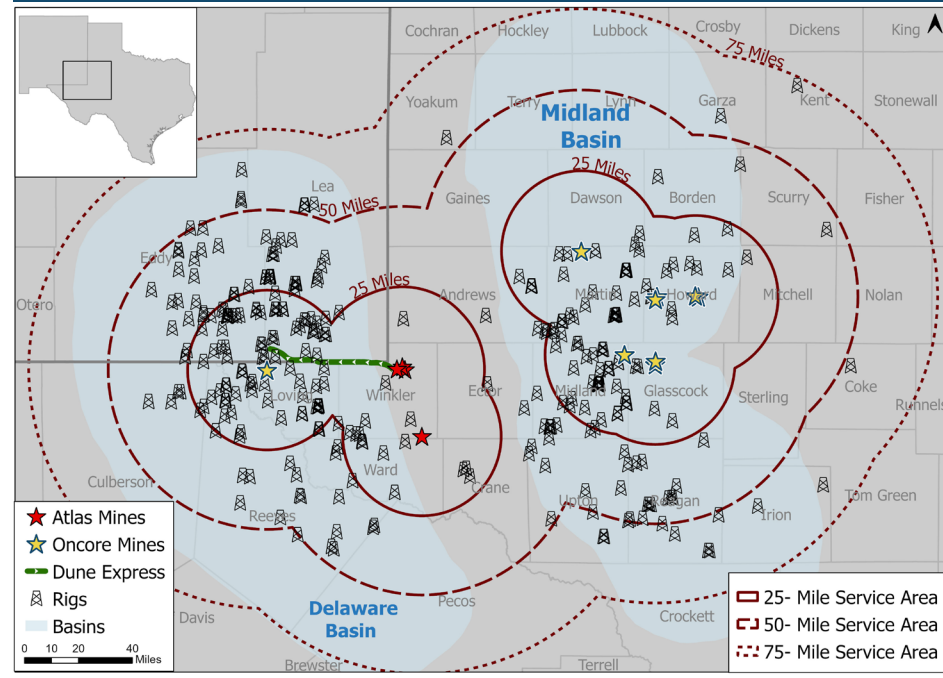 Cochran
Hockley
Lubbock
Crosby
Dickens
King
75 Miles
Yoakum
Terry
Lynn
Garza
Kent
Stonewall
Midland
Basin
25 Miles
Lea
50 Miles
Gaines
Dawson
Borden
Scurry
Fisher
Eddy
25 Miles
Otero
Andrews
Martin
Howard
Mitchell
Nolan
Loving
Winkler
Ector
Midland
Glasscock
Sterling
Coke
Runnels
Culberson
Ward
Crane
Reeves
Upton
Reagan
Irion
Tom Green
Pecos
Davis
Delaware
Basin
Crockett
Brewster
Terrell
Atlas Mines
Oncore Mines
Dune Express
Rigs
Basins
0 10 20 40
Miles
25- Mile Service Area
50- Mile Service Area
75- Mile Service Area